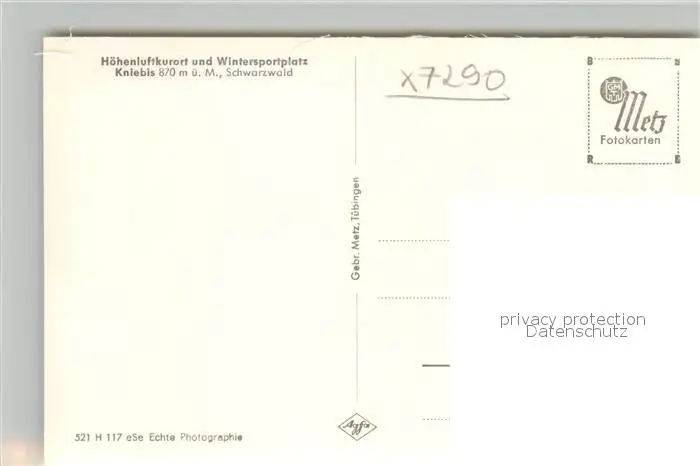 Höhenluftkurort und Wintersportplatz
Kniebis 870 m ü. M., Schwarzwald
x7290
B
GM
Metz
Fotokarten
R
Gebr. Metz, Tübingen
privacy protection
Datenschutz
Agfa
521 H 117 eSe Echte Photographie